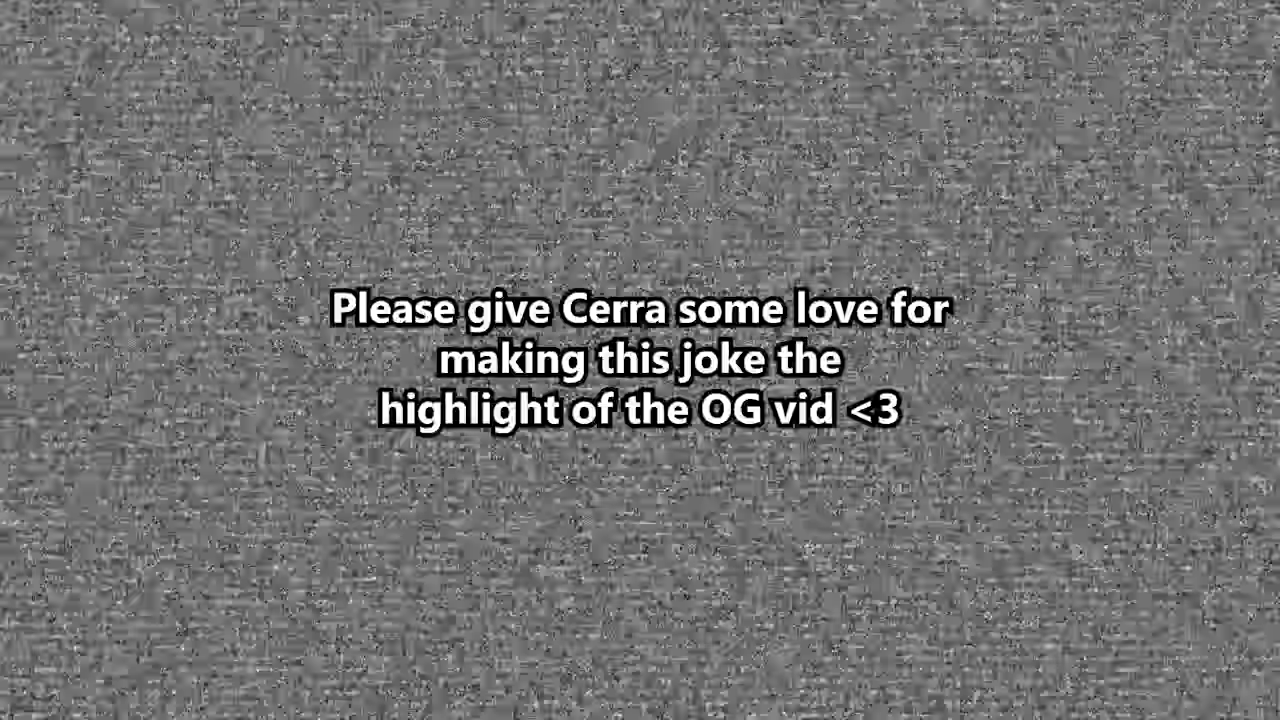 Please give Cerra some love for
making this joke the
highlight of the OG vid <3